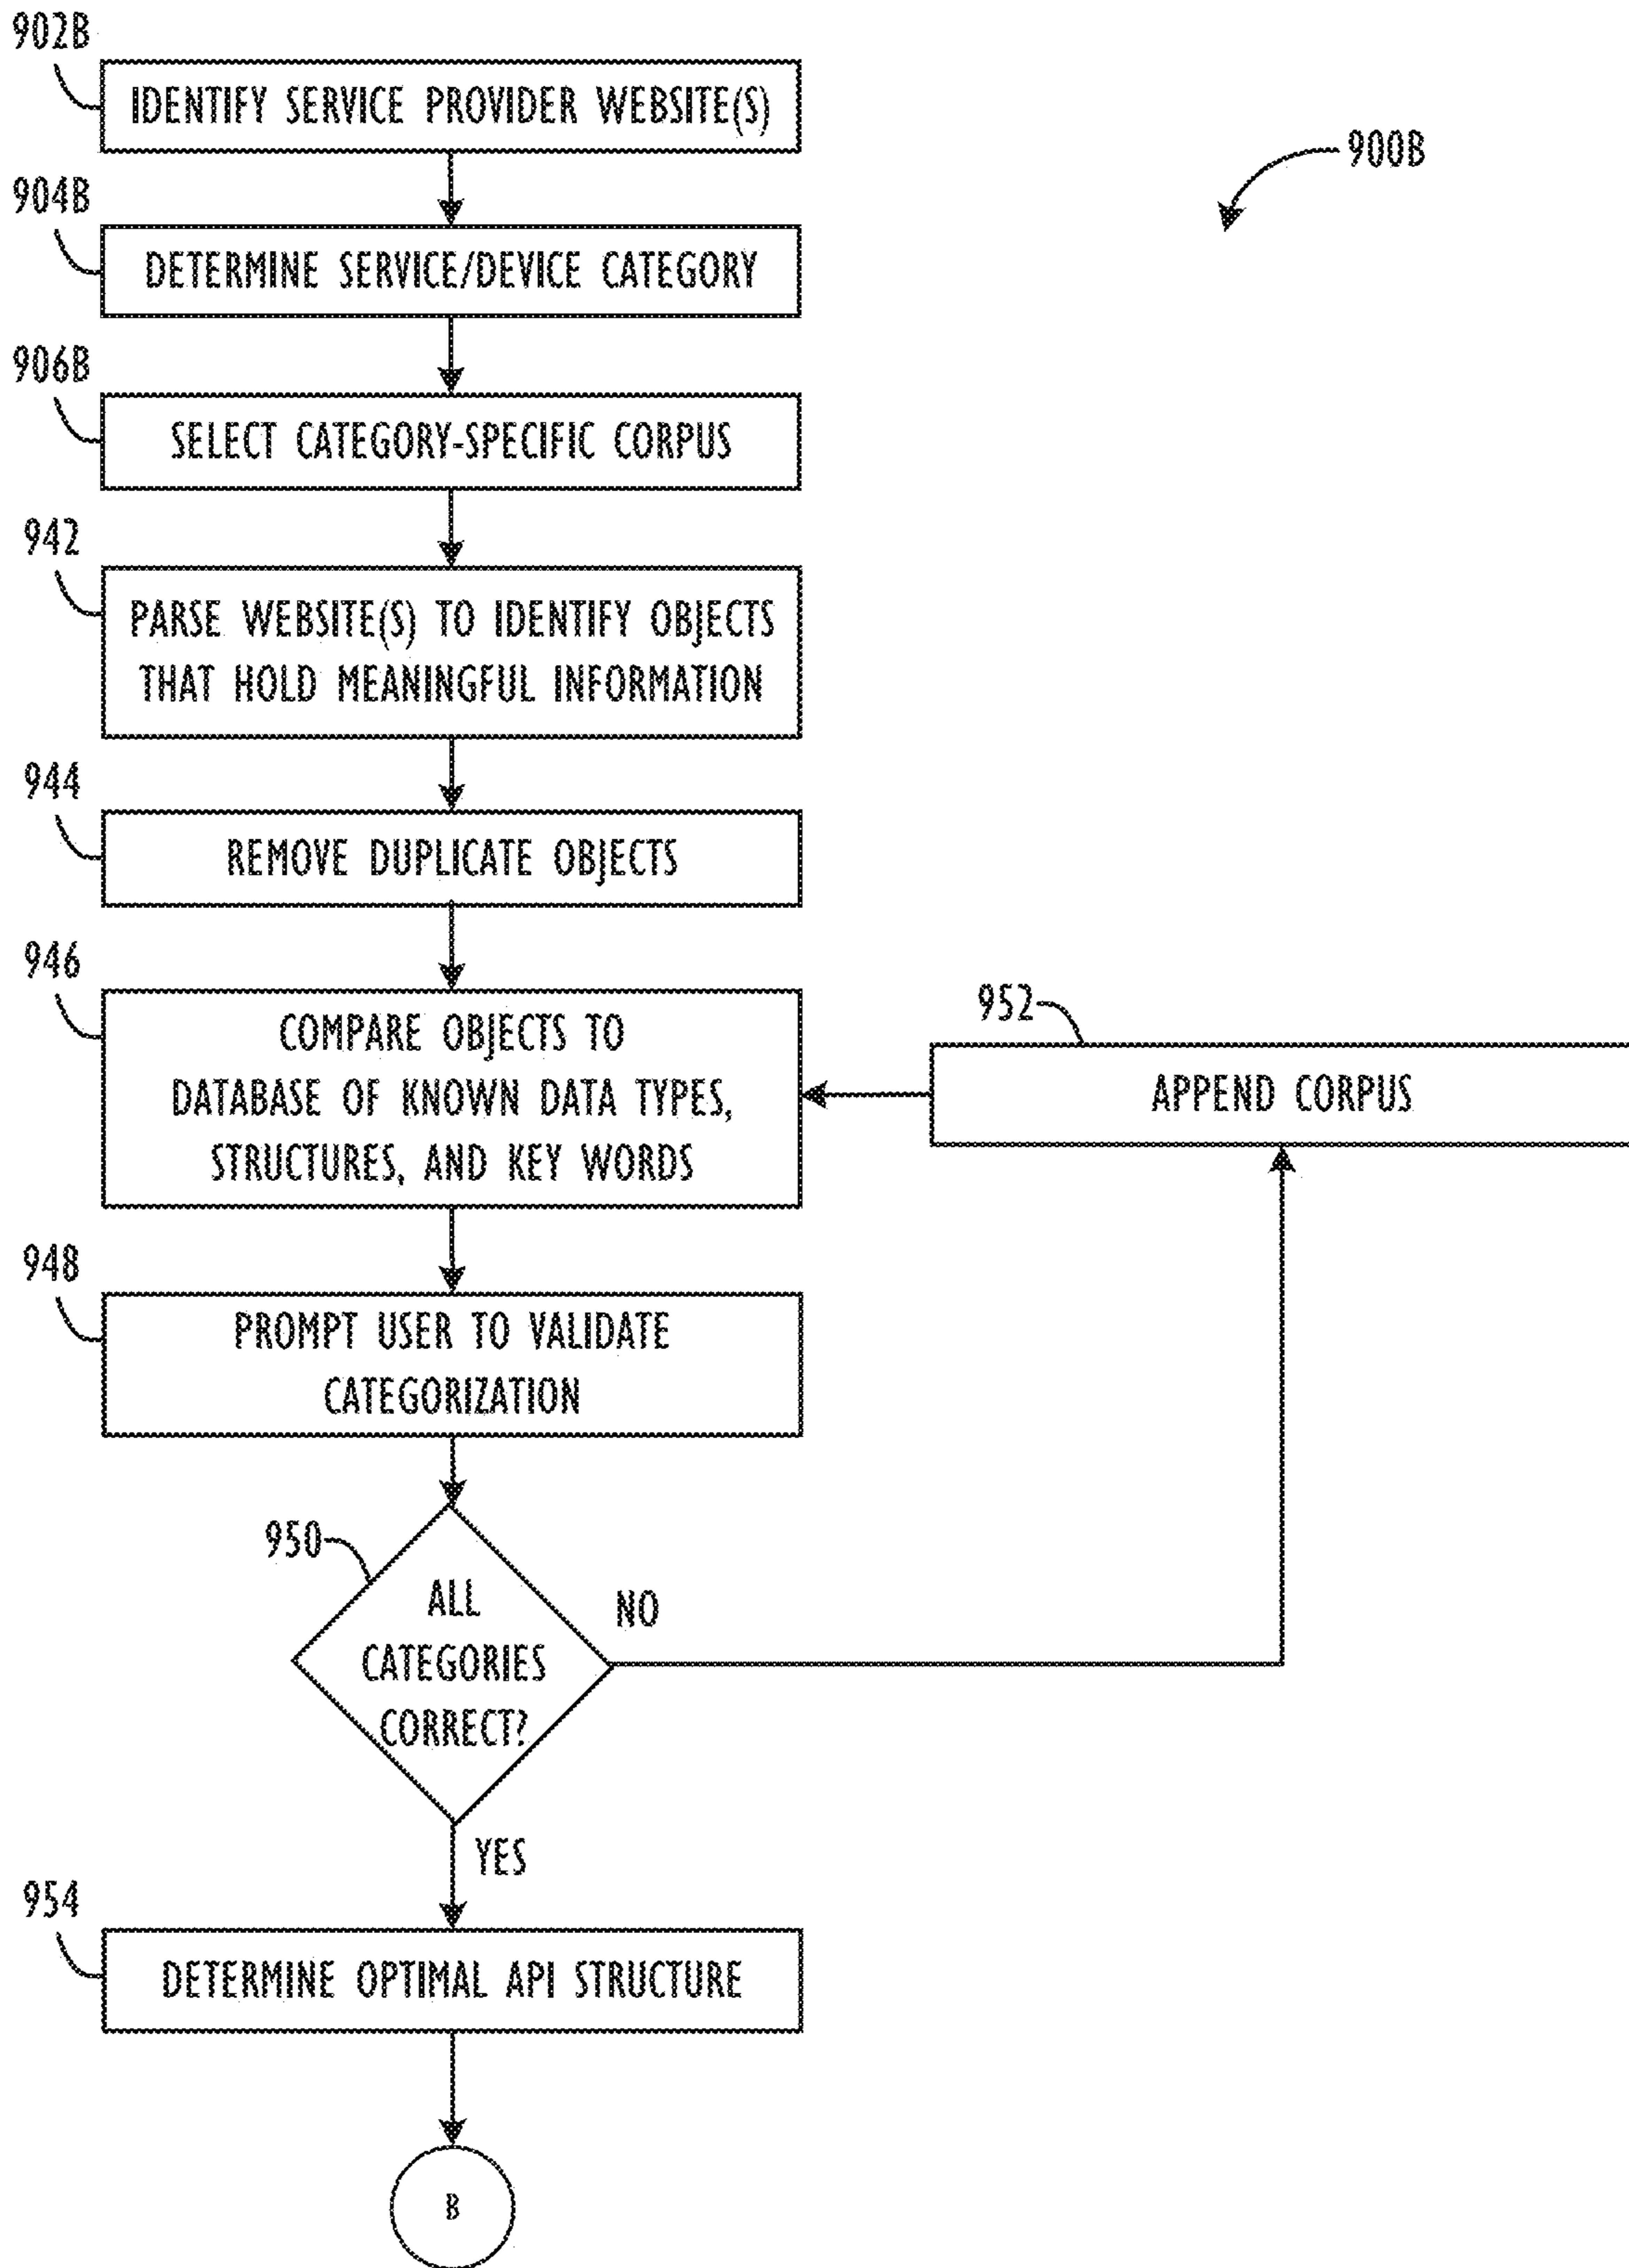 902B
IDENTIFY SERVICE PROVIDER WEBSITE(S)
900B
904B
DETERMINE SERVICE/DEVICE CATEGORY
906B
SELECT CATEGORY-SPECIFIC CORPUS
942
PARSE WEBSITE(S) TO IDENTIFY OBJECTS
THAT HOLD MEANINGFUL INFORMATION
944
REMOVE DUPLICATE OBJECTS
946
COMPARE OBJECTS TO
DATABASE OF KNOWN DATA TYPES,
STRUCTURES, AND KEY WORDS
952
APPEND CORPUS
948
PROMPT USER TO VALIDATE
CATEGORIZATION
950
ALL
CATEGORIES
CORRECT?
NO
YES
954
DETERMINE OPTIMAL API STRUCTURE
B